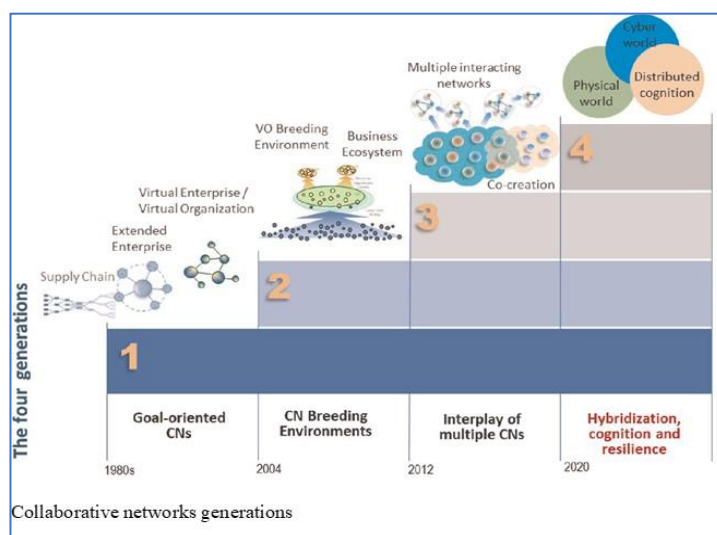 Cyber
world
Physical
world
Distributed
cognition
Multiple interacting
networks
VO Breeding
Environment
Business
Ecosystem
Co-creation
4
Virtual Enterprise /
Virtual Organization
3
Extended
Enterprise
Supply Chain
2
1
The four generations
Goal-oriented
CNs
CN Breeding
Environments
Interplay of
multiple CNs
Hybridization,
cognition and
resilience
1980s
2004
2012
2020
Collaborative networks generations